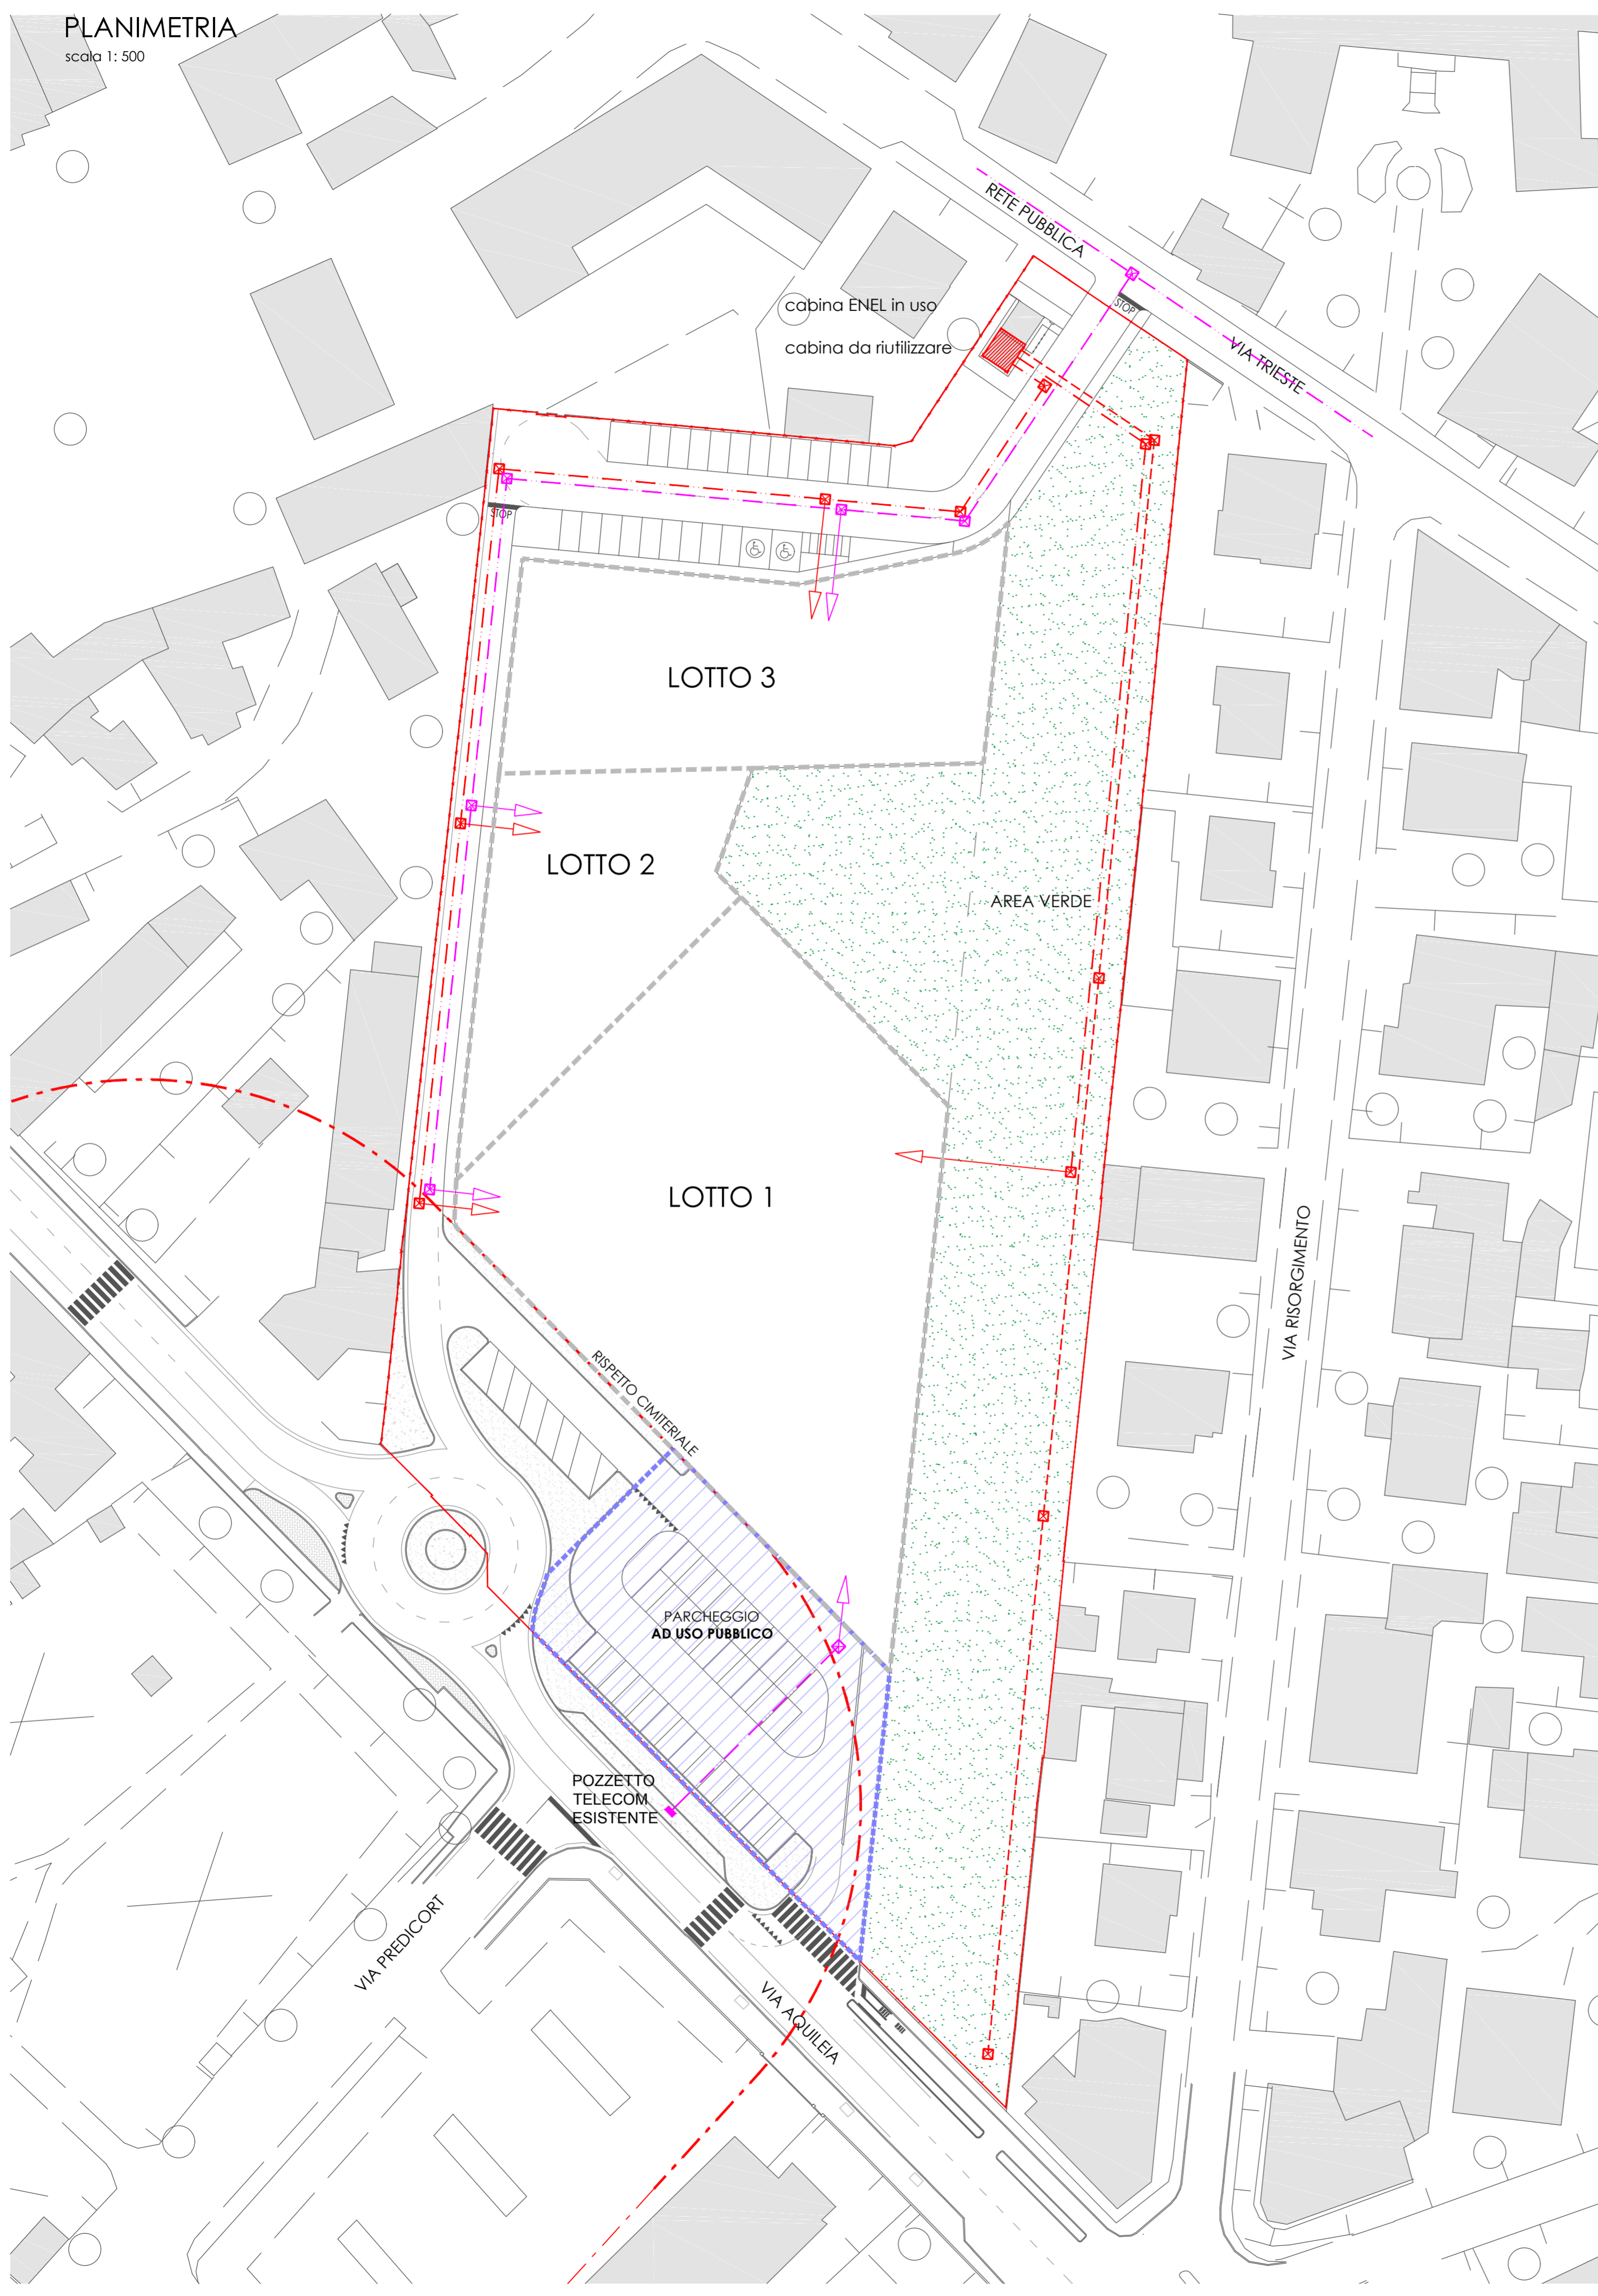 PLANIMETRIA
scala 1: 500
RETE PUBBLICA
cabina ENEL in uso
STOP
cabina da riutilizzare
VIA TRIESTE
STOP
LOTTO 3
LOTTO 2
AREA VERDE
LOTTO 1
VIA RISORGIMENTO
RISPETTO CIMITERIALE
PARCHEGGIO
AD USO PUBBLICO
POZZETTO
TELECOM
ESISTENTE
VIA PREDICORT
VIA AQUILEIA